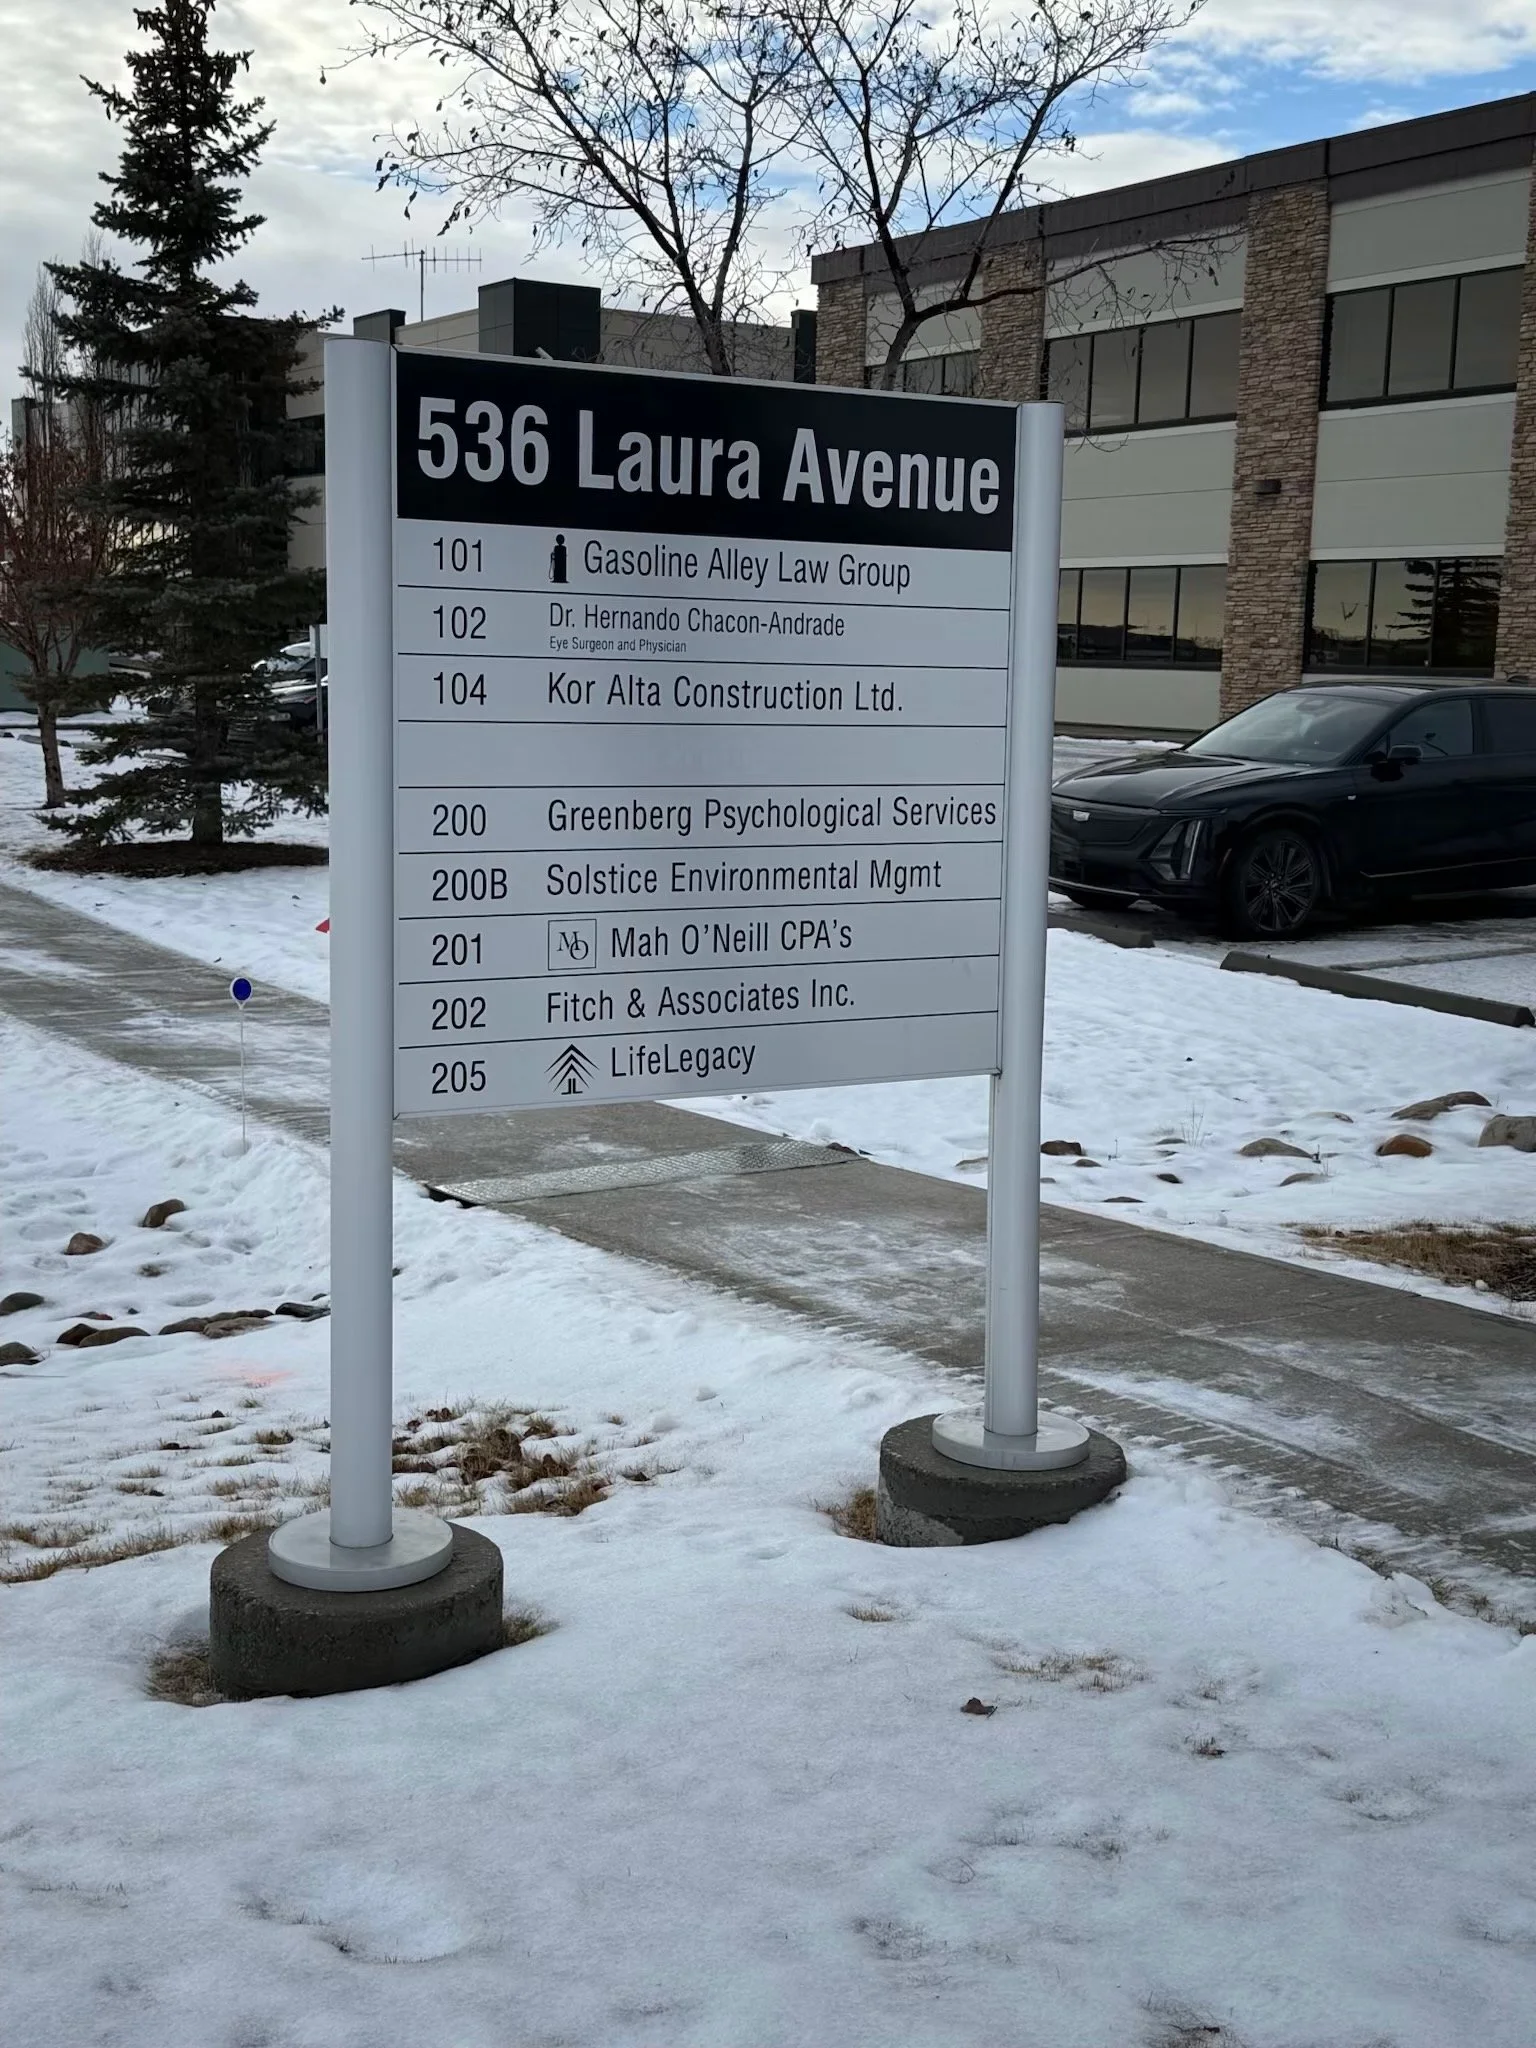 536 Laura Avenue
101 Gasoline Alley Law Group
102 Dr. Hernando Chacon-Andrade
Eye Surgeon and Physician
104 Kor Alta Construction Ltd.
200 Greenberg Psychological Services
200B Solstice Environmental Mgmt
201 MO Mah O'Neill CPA's
202 Fitch & Associates Inc.
205 LifeLegacy